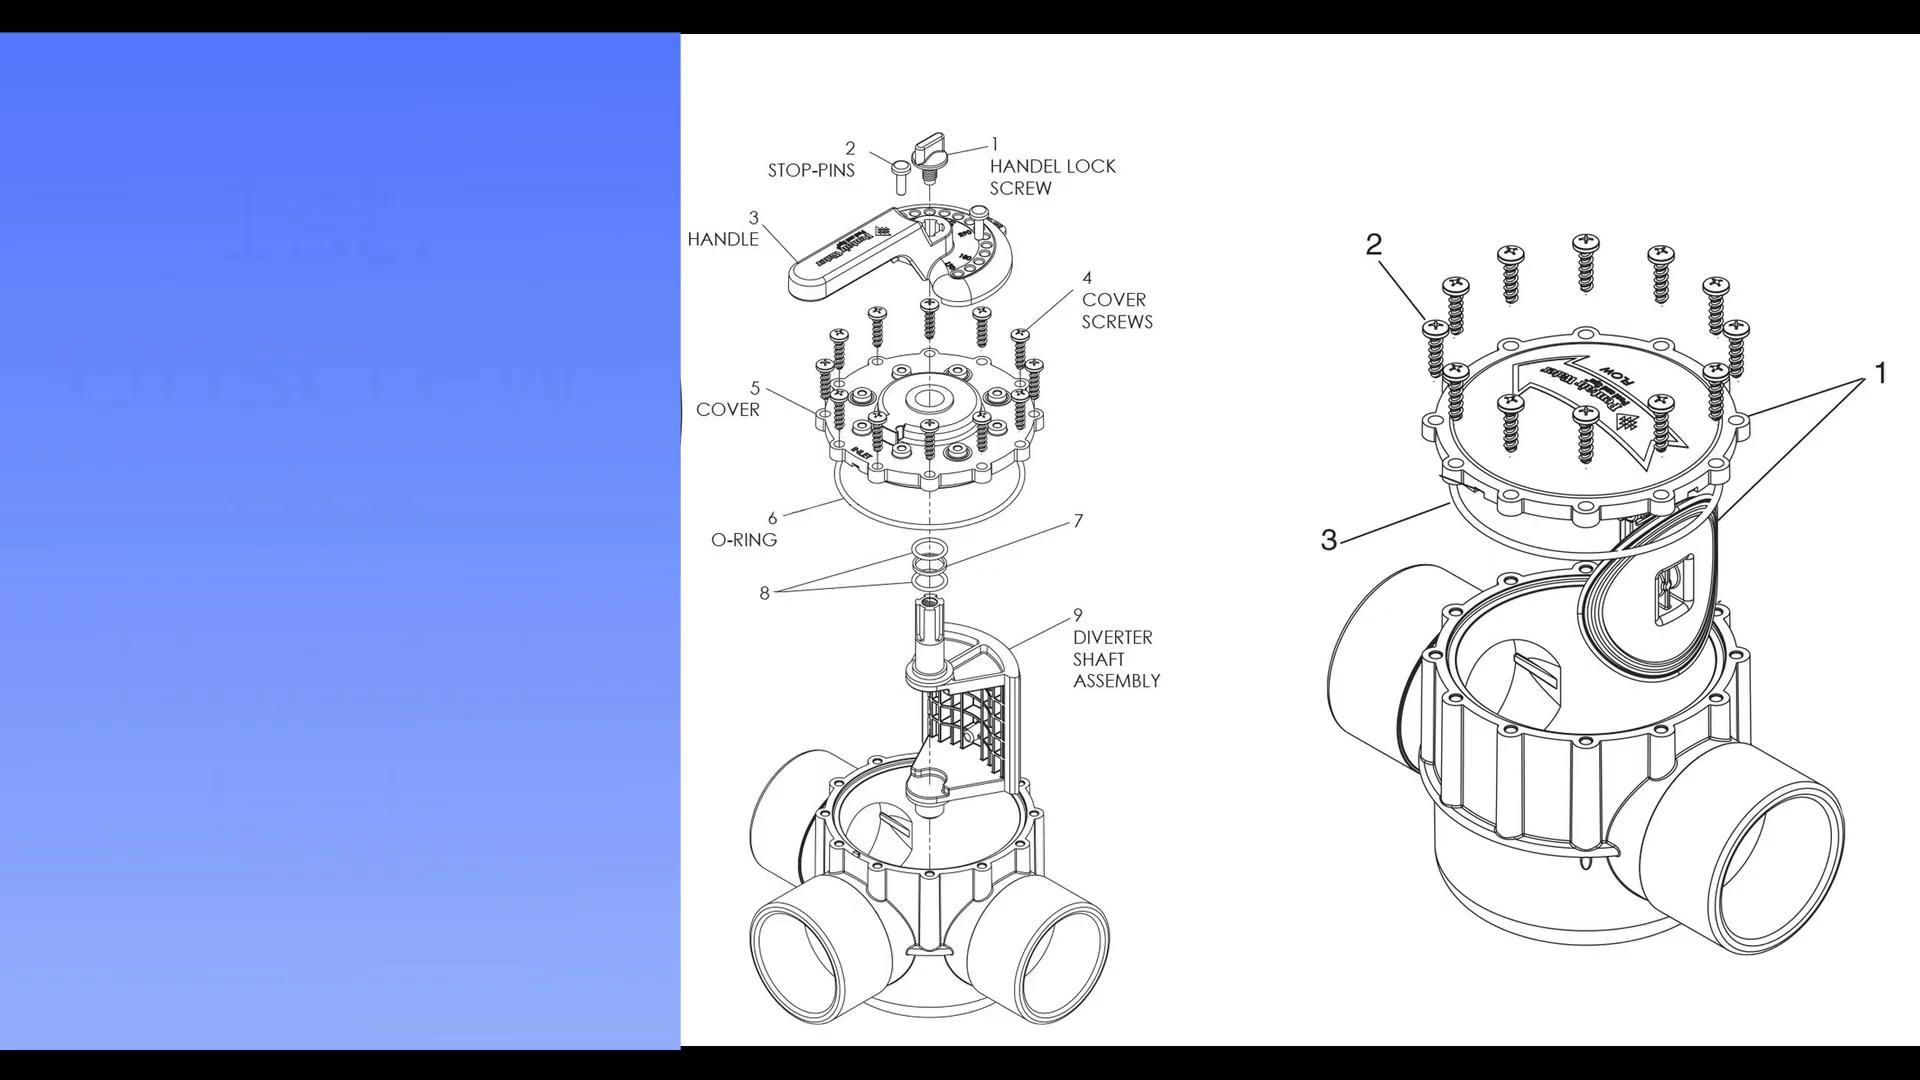 2
STOP-PINS
1
HANDEL LOCK
SCREW
3
HANDLE
4
COVER
SCREWS
5
COVER
6
O-RING
7
8
9
DIVERTER
SHAFT
ASSEMBLY
2
FLOW
1
3